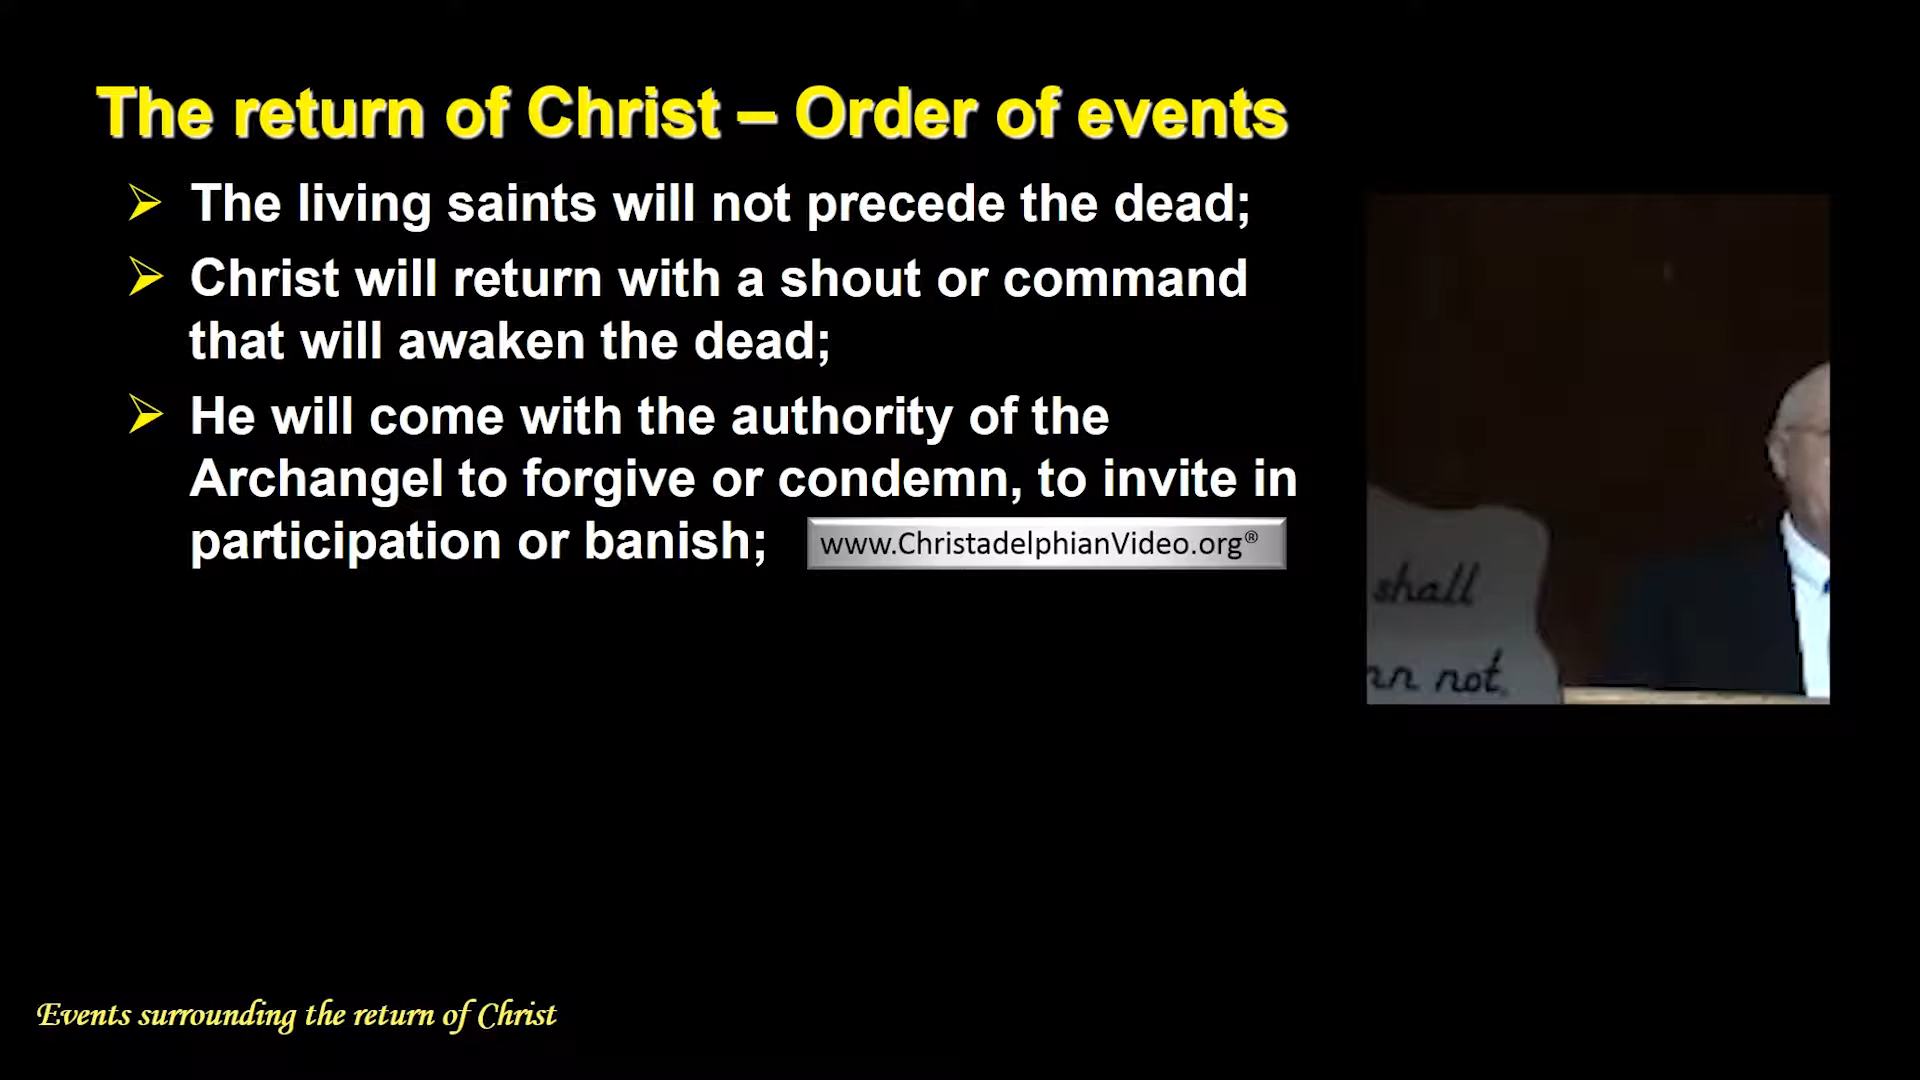 The return of Christ – Order of events
➢ The living saints will not precede the dead;
➢ Christ will return with a shout or command
that will awaken the dead;
➢ He will come with the authority of the
Archangel to forgive or condemn, to invite in
participation or banish;
www.ChristadelphianVideo.org®
shall
not.
Events surrounding the return of Christ